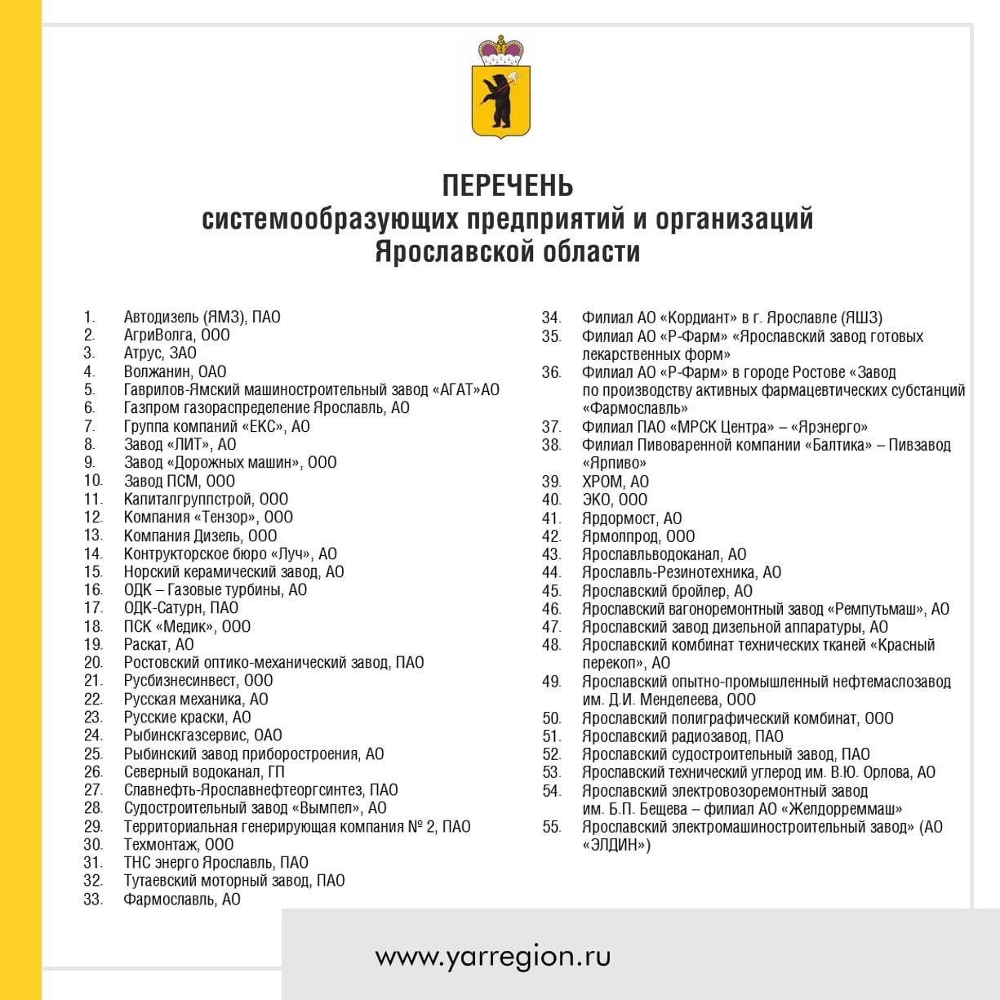 ПЕРЕЧЕНЬ
системообразующих предприятий и организаций
Ярославской области
1. Автодизель (ЯМЗ), ПАО
2. АгриВолга, ООО
3. Атрус, ЗАО
4. Волжанин, ОАО
5. Гаврилов-Ямский машиностроительный завод «АГАТ»АО
6. Газпром газораспределение Ярославль, АО
7. Группа компаний «ЕКС», АО
8. Завод «ЛИТ», АО
9. Завод «Дорожных машин», ООО
10. Завод ПСМ, ООО
11. Капиталгруппстрой, ООО
12. Компания «Тензор», ООО
13. Компания Дизель, ООО
14. Контрукторское бюро «Луч», АО
15. Норский керамический завод, АО
16. ОДК – Газовые турбины, АО
17. ОДК-Сатурн, ПАО
18. ПСК «Медик», ООО
19. Раскат, АО
20. Ростовский оптико-механический завод, ПАО
21. Русбизнесинвест, ООО
22. Русская механика, АО
23. Русские краски, АО
24. Рыбинскгазсервис, ОАО
25. Рыбинский завод приборостроения, АО
26. Северный водоканал, ГП
27. Славнефть-Ярославнефтеоргсинтез, ПАО
28. Судостроительный завод «Вымпел», АО
29. Территориальная генерирующая компания № 2, ПАО
30. Техмонтаж, ООО
31. ТНС энерго Ярославль, ПАО
32. Тутаевский моторный завод, ПАО
33. Фармославль, АО
34. Филиал АО «Кордиант» в г. Ярославле (ЯШЗ)
35. Филиал АО «Р-Фарм» «Ярославский завод готовых
лекарственных форм»
36. Филиал АО «Р-Фарм» в городе Ростове «Завод
по производству активных фармацевтических субстанций
«Фармославль»
37. Филиал ПАО «МРСК Центра» – «Ярэнерго»
38. Филиал Пивоваренной компании «Балтика» – Пивзавод
«Ярпиво»
39. ХРОМ, АО
40. ЭКО, ООО
41. Ярдормост, АО
42. Ярмолпрод, ООО
43. Ярославльводоканал, АО
44. Ярославль-Резинотехника, АО
45. Ярославский бройлер, АО
46. Ярославский вагоноремонтный завод «Ремпутьмаш», АО
47. Ярославский завод дизельной аппаратуры, АО
48. Ярославский комбинат технических тканей «Красный
перекоп», АО
49. Ярославский опытно-промышленный нефтемаслозавод
им. Д.И. Менделеева, ООО
50. Ярославский полиграфический комбинат, ООО
51. Ярославский радиозавод, ПАО
52. Ярославский судостроительный завод, ПАО
53. Ярославский технический углерод им. В.Ю. Орлова, АО
54. Ярославский электровозоремонтный завод
им. Б.П. Бещева – филиал АО «Желдорреммаш»
55. Ярославский электромашиностроительный завод» (АО
«ЭЛДИН»)
www.yarregion.ru